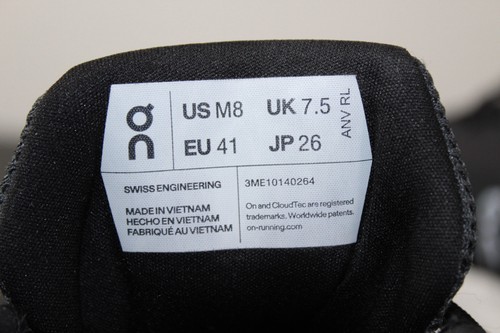 on
US M8 UK 7.5
EU 41 JP 26
ANV RL
SWISS ENGINEERING
3ME10140264
MADE IN VIETNAM
HECHO EN VIETNAM
FABRIQUÉ AU VIETNAM
On and CloudTec are registered
trademarks. Worldwide patents.
on-running.com